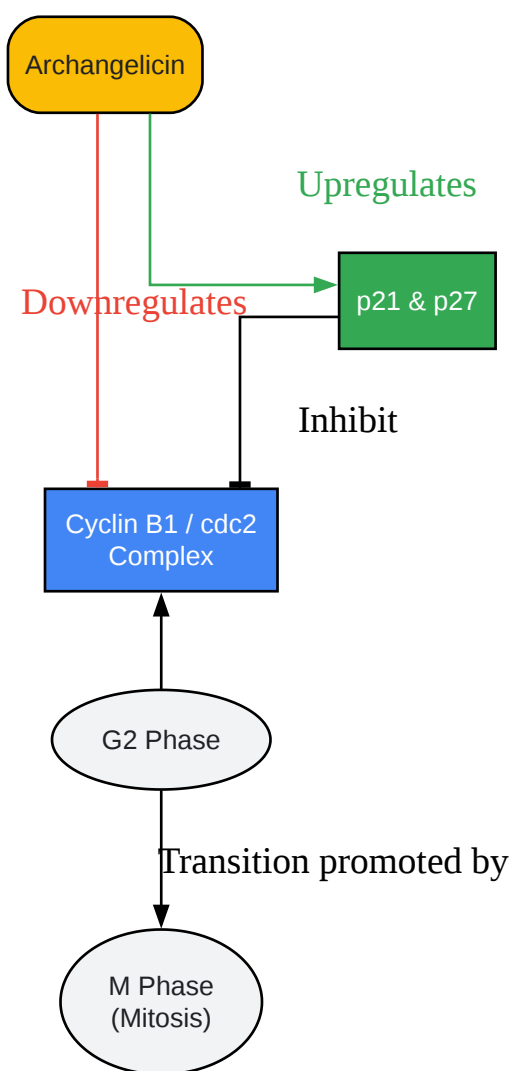 Archangelicin
Upregulates
Downregulates
p21 & p27
Inhibit
Cyclin B1 / cdc2
Complex
G2 Phase
Transition promoted by
M Phase
(Mitosis)